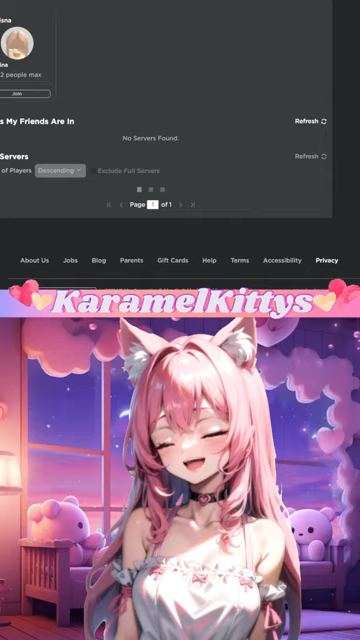 isna
ina
2 people max
Join
s My Friends Are In
Refresh
No Servers Found.
Servers
Refresh
of Players
Descending
Exclude Full Servers
Page 1 of 1
About Us Jobs Blog Parents Gift Cards Help Terms Accessibility Privacy
KaramelKittys